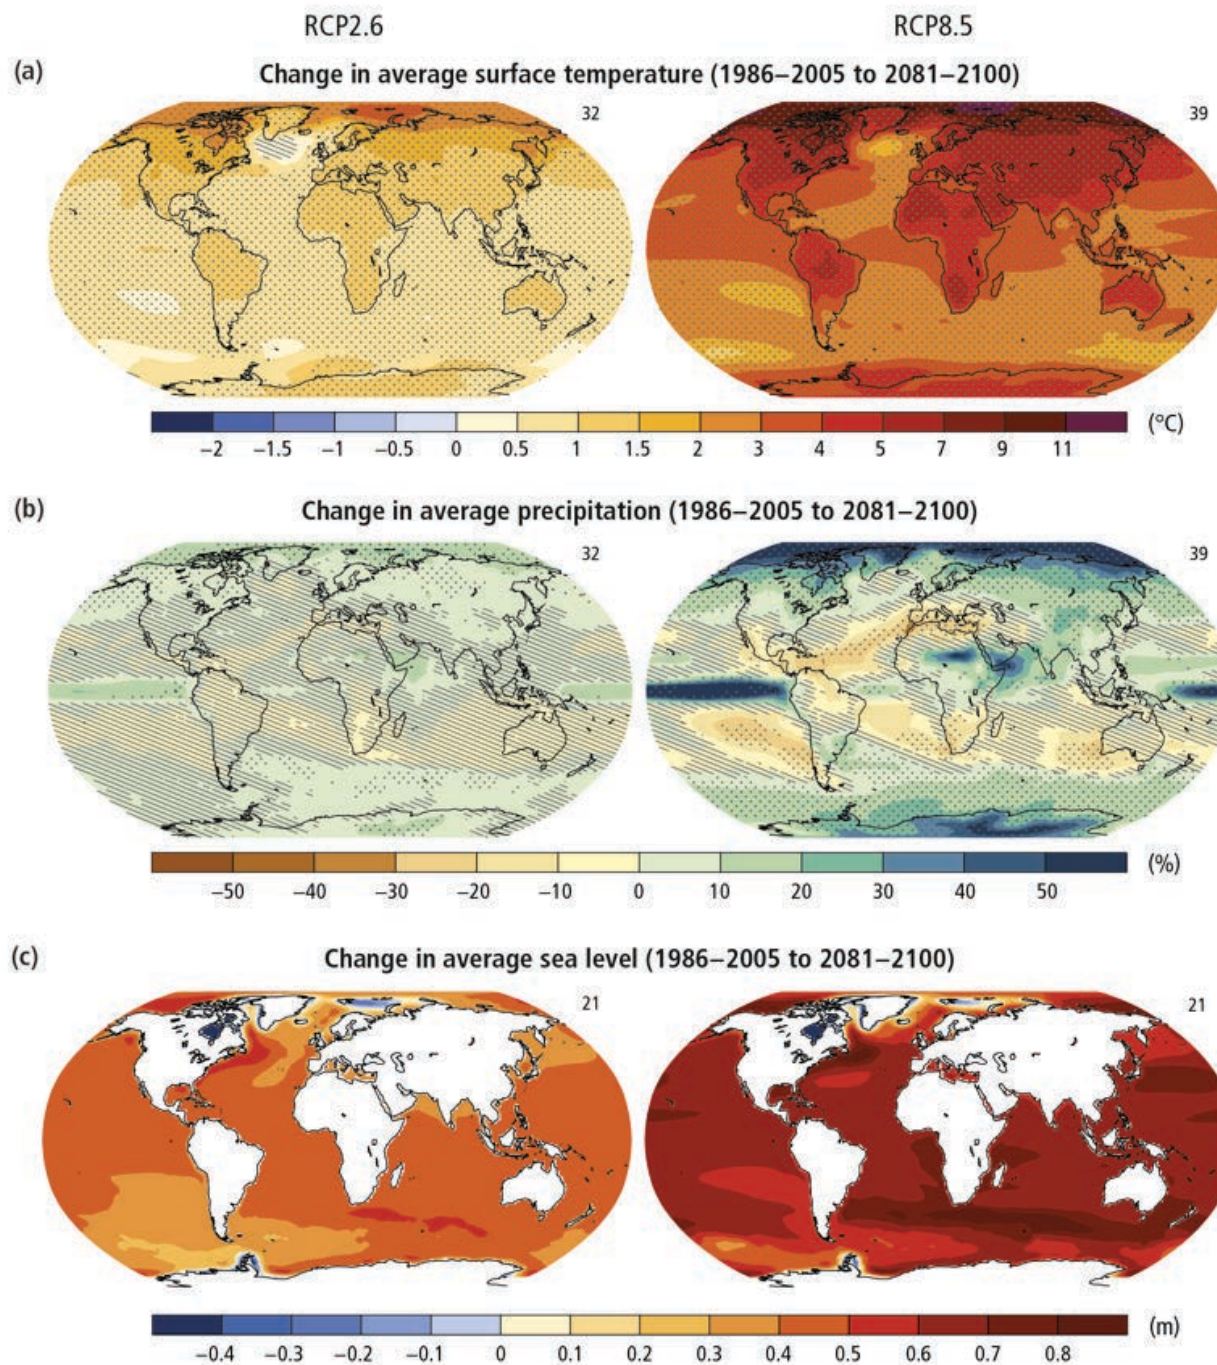 RCP2.6 RCP8.5
(a) Change in average surface temperature (1986–2005 to 2081–2100)
32 39
−2 −1.5 −1 −0.5 0 0.5 1 1.5 2 3 4 5 7 9 11 (°C)
(b) Change in average precipitation (1986–2005 to 2081–2100)
32 39
−50 −40 −30 −20 −10 0 10 20 30 40 50 (%)
(c) Change in average sea level (1986–2005 to 2081–2100)
21 21
−0.4 −0.3 −0.2 −0.1 0 0.1 0.2 0.3 0.4 0.5 0.6 0.7 0.8 (m)